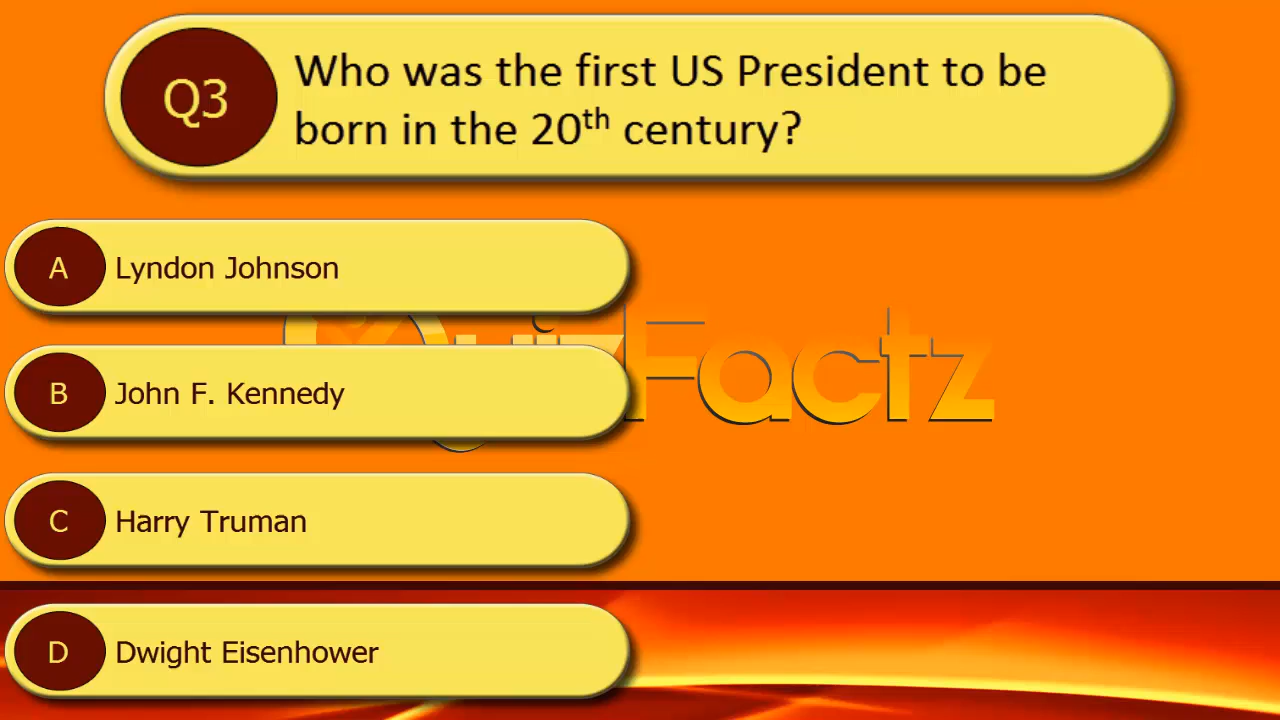 Q3
Who was the first US President to be
born in the 20th century?
A Lyndon Johnson
QuizFactz
B John F. Kennedy
C Harry Truman
D Dwight Eisenhower